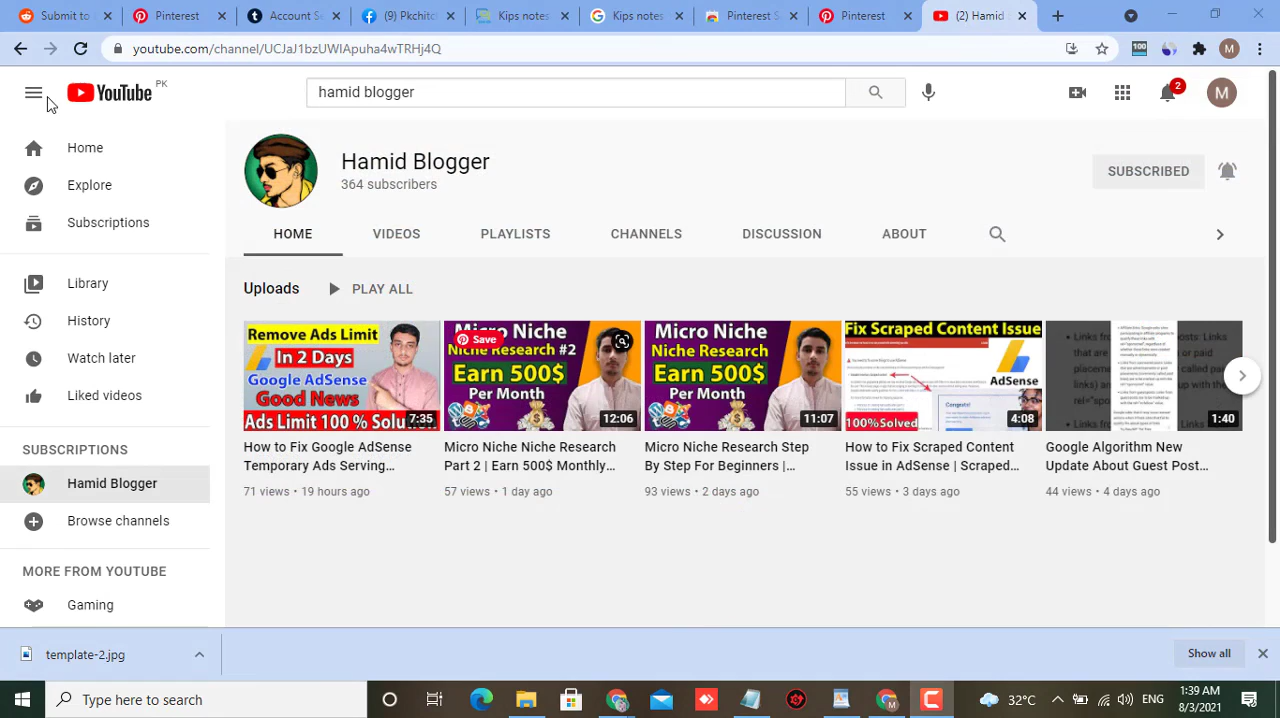 Submit to
Pinterest
Account
(9) Pckitchn
Kips notes
Kips notes
Pinterest S
Pinterest
(2) Hamid
youtube.com/channel/UCJaJ1bzUWIApuha4wTRHj4Q
100
M
YouTube PK
hamid blogger
2
M
Home
Explore
Subscriptions
Library
History
Watch later
Liked videos
SUBSCRIPTIONS
Hamid Blogger
Browse channels
MORE FROM YOUTUBE
Gaming
Hamid Blogger
364 subscribers
SUBSCRIBED
HOME VIDEOS PLAYLISTS CHANNELS DISCUSSION ABOUT
Uploads PLAY ALL
Remove Ads Limit
In 2 Days
Google AdSense
Good News
Ads Limit 100 % Solu
7:35
How to Fix Google AdSense
Temporary Ads Serving...
71 views • 19 hours ago
Micro Niche
Save
Research #2
Earn 500$
Per Month
12:06
Micro Niche Niche Research
Part 2 | Earn 500$ Monthly...
57 views • 1 day ago
Micro Niche
Niche Research
Earn 500$
Per Month
11:07
Micro Niche Research Step
By Step For Beginners |...
93 views • 2 days ago
Fix Scraped Content Issue
AdSense
Congrats!
100%Solved
4:08
How to Fix Scraped Content
Issue in AdSense | Scraped...
55 views • 3 days ago
1:40
Google Algorithm New
Update About Guest Post...
44 views • 4 days ago
template-2.jpg
Show all
Type here to search
32°C
ENG
1:39 AM
8/3/2021